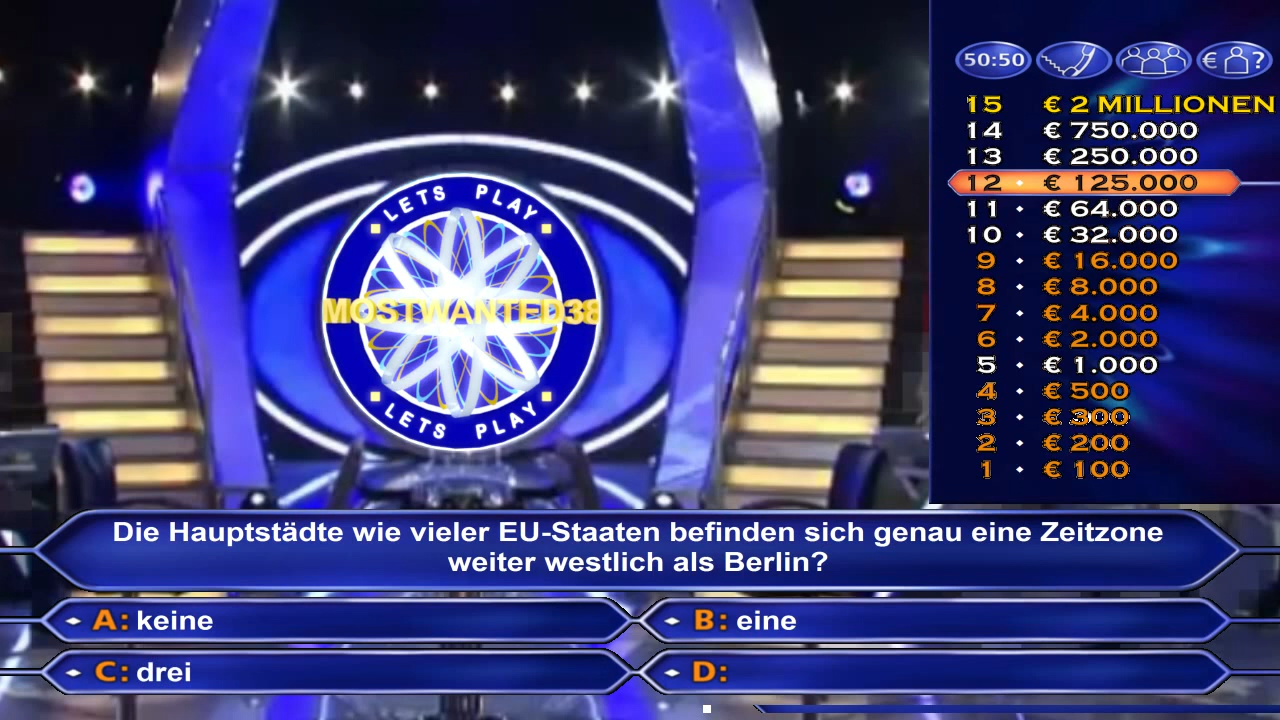 50:50
€ ?
15 € 2 MILLIONEN
14 € 750.000
13 € 250.000
12 € 125.000
11 € 64.000
10 € 32.000
9 € 16.000
8 € 8.000
7 € 4.000
6 € 2.000
5 € 1.000
4 € 500
3 € 300
2 € 200
1 € 100
LETS PLAY
MOSTWANTED38
LETS PLAY
Die Hauptstädte wie vieler EU-Staaten befinden sich genau eine Zeitzone
weiter westlich als Berlin?
A: keine
B: eine
C: drei
D: